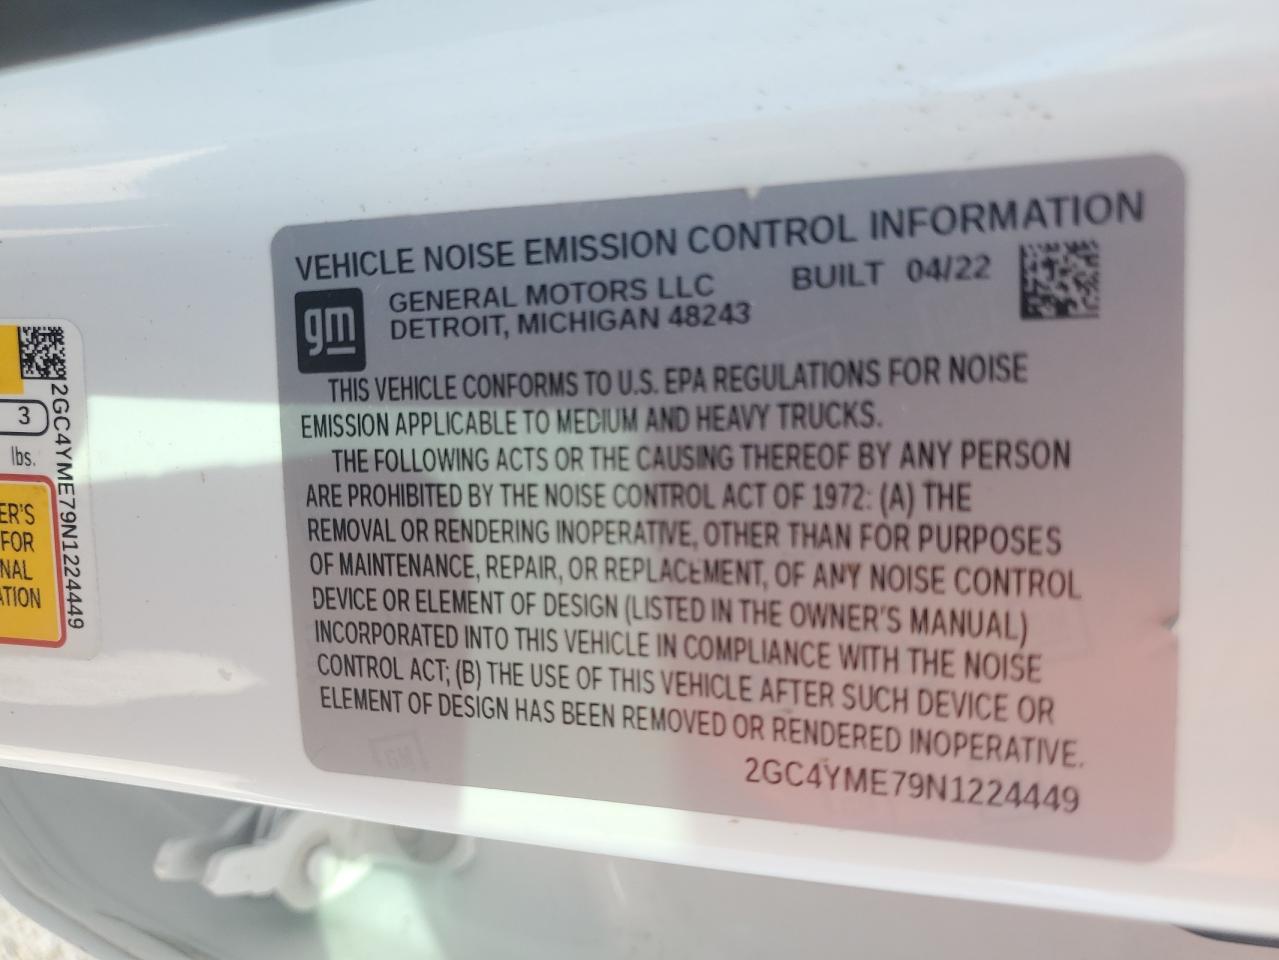 VEHICLE NOISE EMISSION CONTROL INFORMATION
gm
GENERAL MOTORS LLC BUILT 04/22
DETROIT, MICHIGAN 48243
THIS VEHICLE CONFORMS TO U.S. EPA REGULATIONS FOR NOISE
EMISSION APPLICABLE TO MEDIUM AND HEAVY TRUCKS.
THE FOLLOWING ACTS OR THE CAUSING THEREOF BY ANY PERSON
ARE PROHIBITED BY THE NOISE CONTROL ACT OF 1972: (A) THE
REMOVAL OR RENDERING INOPERATIVE, OTHER THAN FOR PURPOSES
OF MAINTENANCE, REPAIR, OR REPLACEMENT, OF ANY NOISE CONTROL
DEVICE OR ELEMENT OF DESIGN (LISTED IN THE OWNER'S MANUAL)
INCORPORATED INTO THIS VEHICLE IN COMPLIANCE WITH THE NOISE
CONTROL ACT; (B) THE USE OF THIS VEHICLE AFTER SUCH DEVICE OR
ELEMENT OF DESIGN HAS BEEN REMOVED OR RENDERED INOPERATIVE.
2GC4YME79N1224449
3
lbs.
ER'S
FOR
NAL
ATION
2GC4YME79N1224449